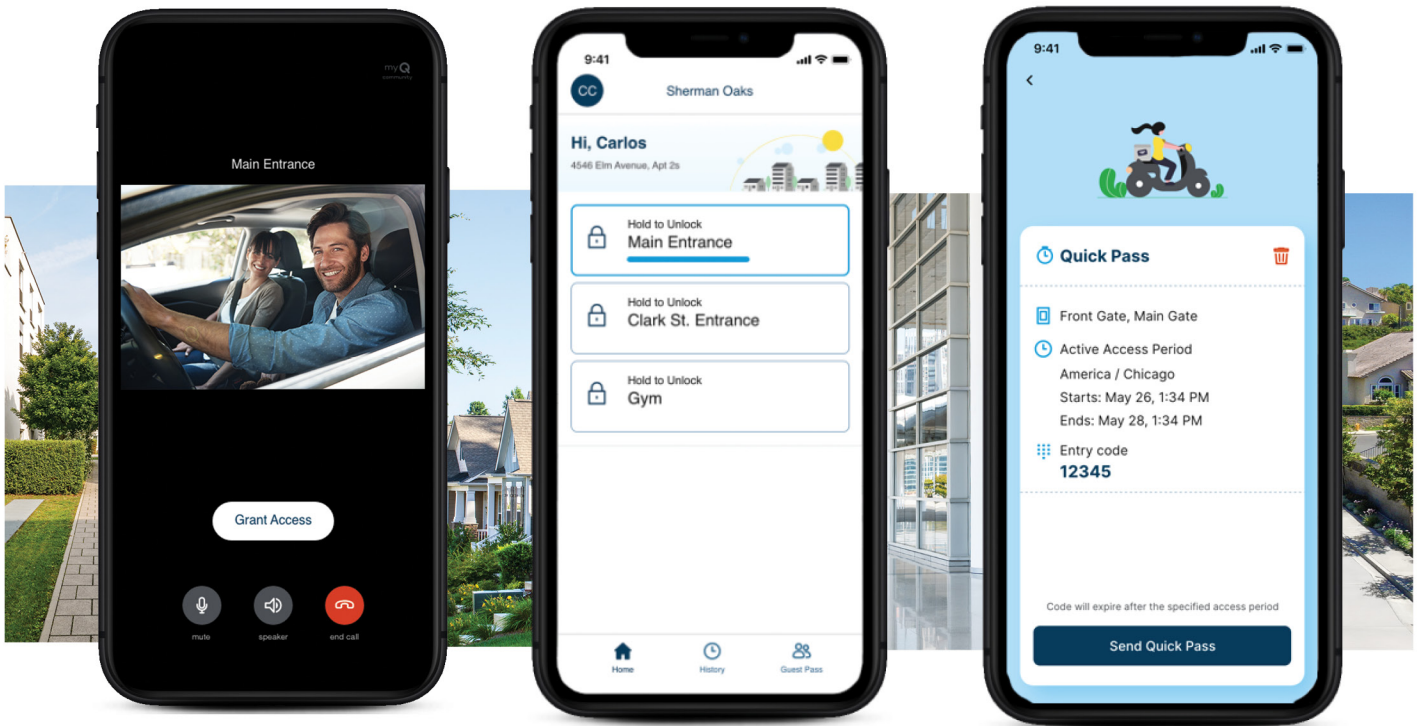 myQ
community
Main Entrance
Grant Access
mute
speaker
end call
9:41
CC
Sherman Oaks
Hi, Carlos
4546 Elm Avenue, Apt 2s
Hold to Unlock
Main Entrance
Hold to Unlock
Clark St. Entrance
Hold to Unlock
Gym
Home
History
Guest Pass
9:41
Quick Pass
Front Gate, Main Gate
Active Access Period
America / Chicago
Starts: May 26, 1:34 PM
Ends: May 28, 1:34 PM
Entry code
12345
Code will expire after the specified access period
Send Quick Pass